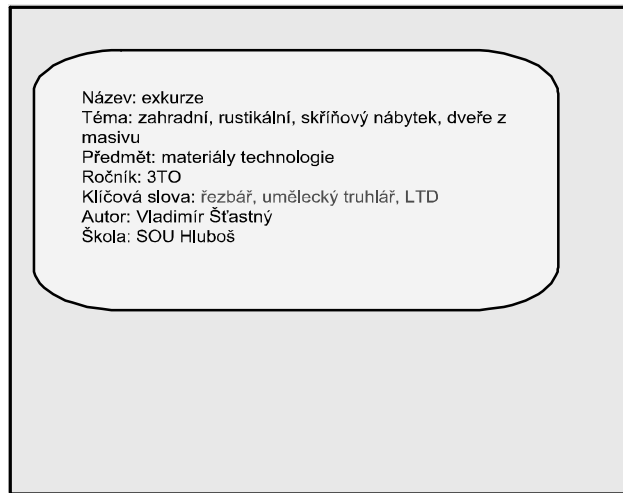 Název: exkurze
Téma: zahradní, rustikální, skříňový nábytek, dveře z
masivu
Předmět: materiály technologie
Ročník: 3TO
Klíčová slova: řezbář, umělecký truhlář, LTD
Autor: Vladimír Šťastný
Škola: SOU Hluboš